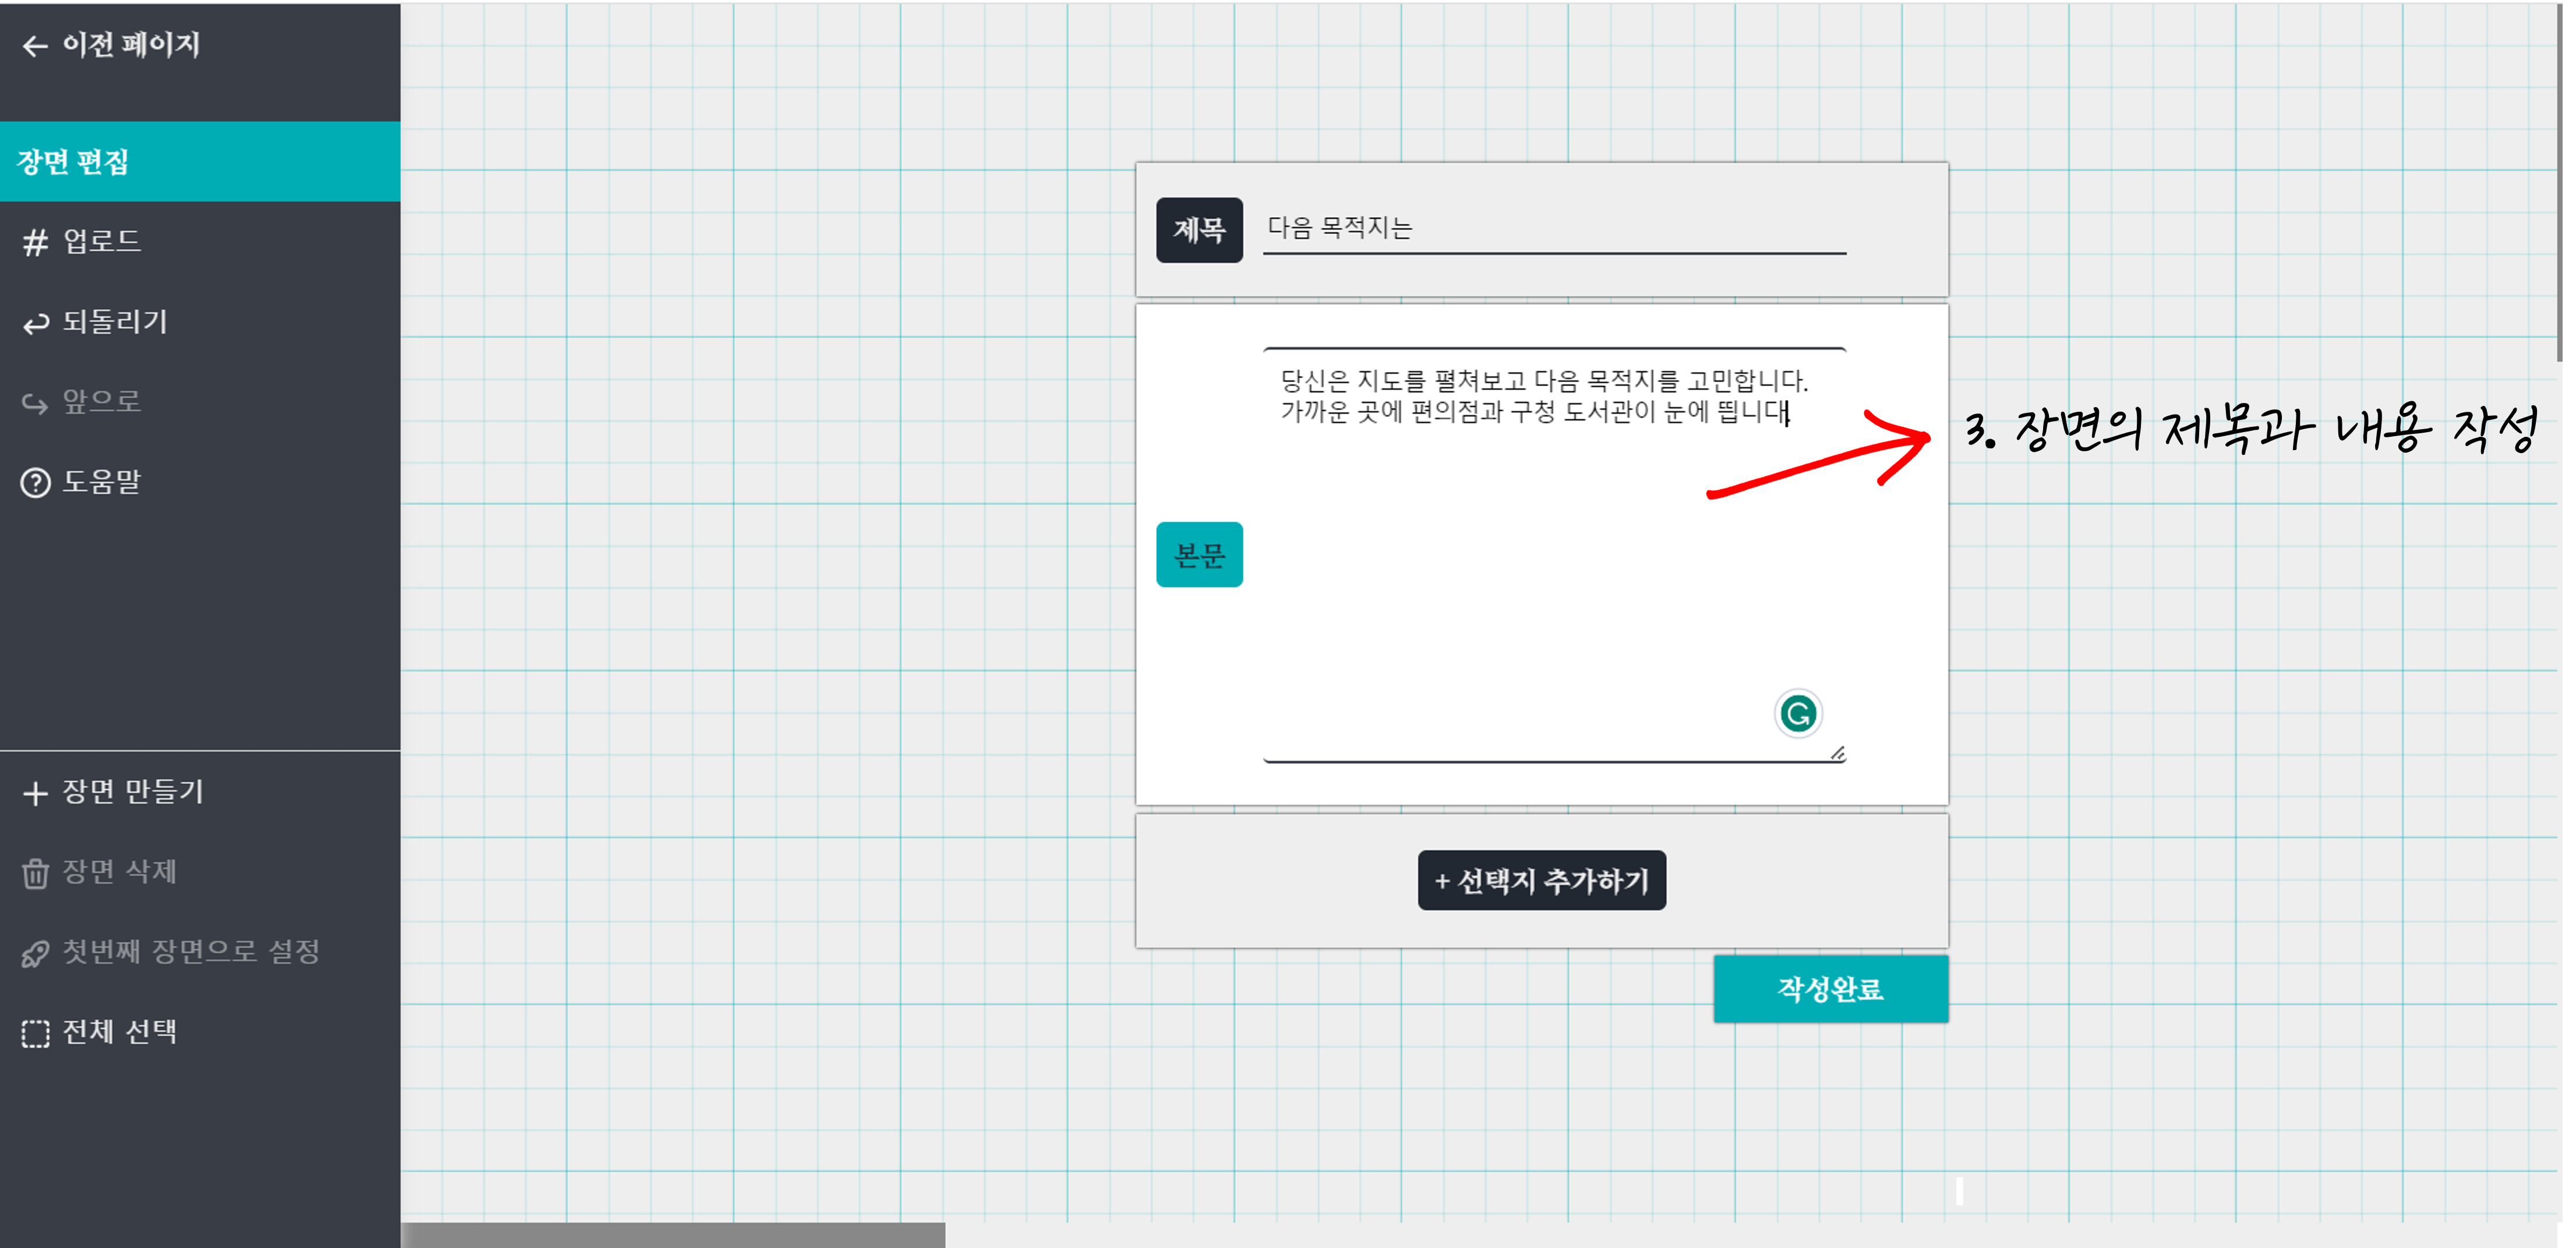 이전 페이지
장면 편집
업로드
되돌리기
앞으로
도움말
장면 만들기
장면 삭제
첫번째 장면으로 설정
전체 선택
제목
다음 목적지는
본문
당신은 지도를 펼쳐보고 다음 목적지를 고민합니다.
가까운 곳에 편의점과 구청 도서관이 눈에 띕니다.
+ 선택지 추가하기
작성완료
3. 장면의 제목과 내용 작성